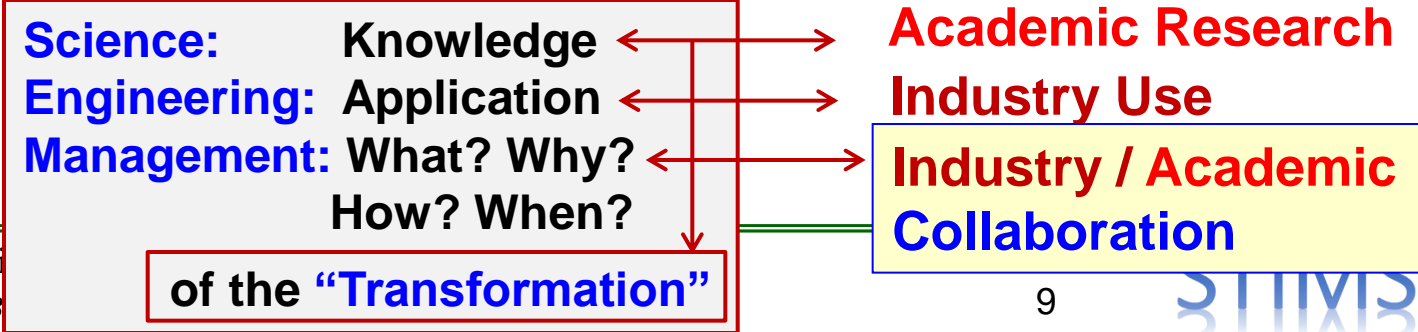 Science: Knowledge
Academic Research
Engineering: Application
Industry Use
Management: What? Why?
How? When?
Industry / Academic
Collaboration
of the “Transformation”
9